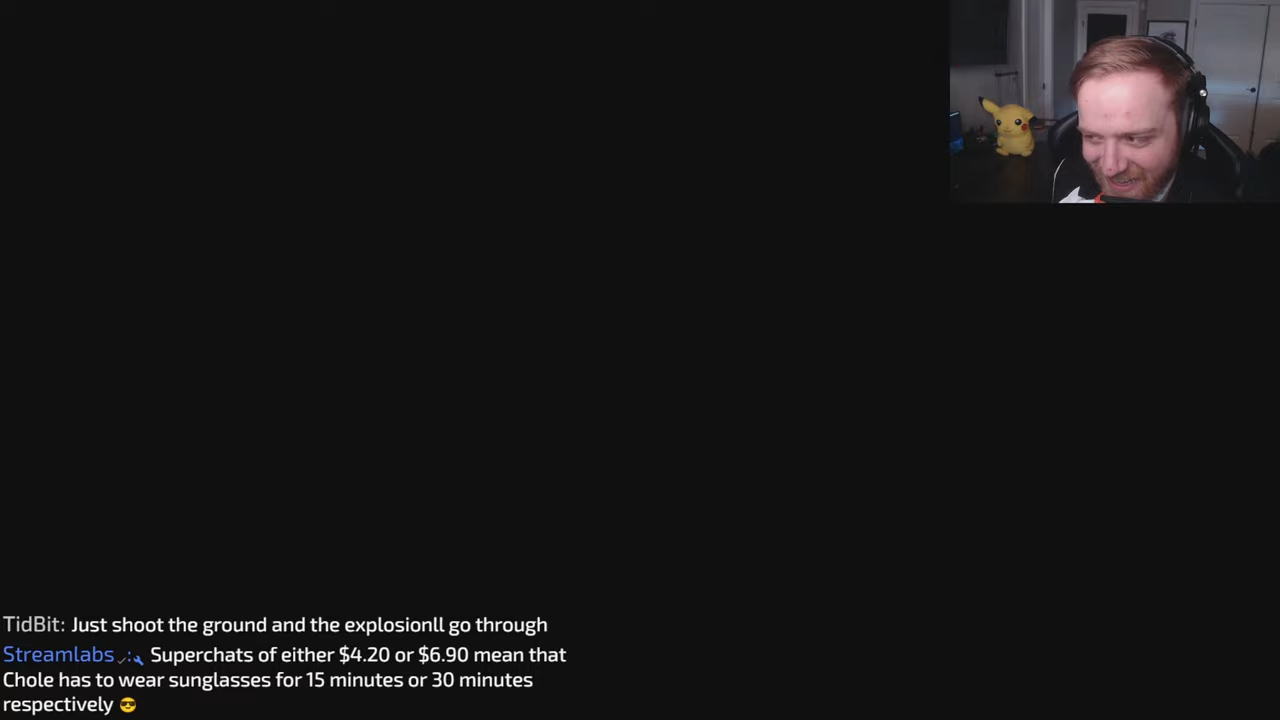 TidBit: Just shoot the ground and the explosionll go through
Streamlabs Superchats of either $4.20 or $6.90 mean that
Chole has to wear sunglasses for 15 minutes or 30 minutes
respectively 😎